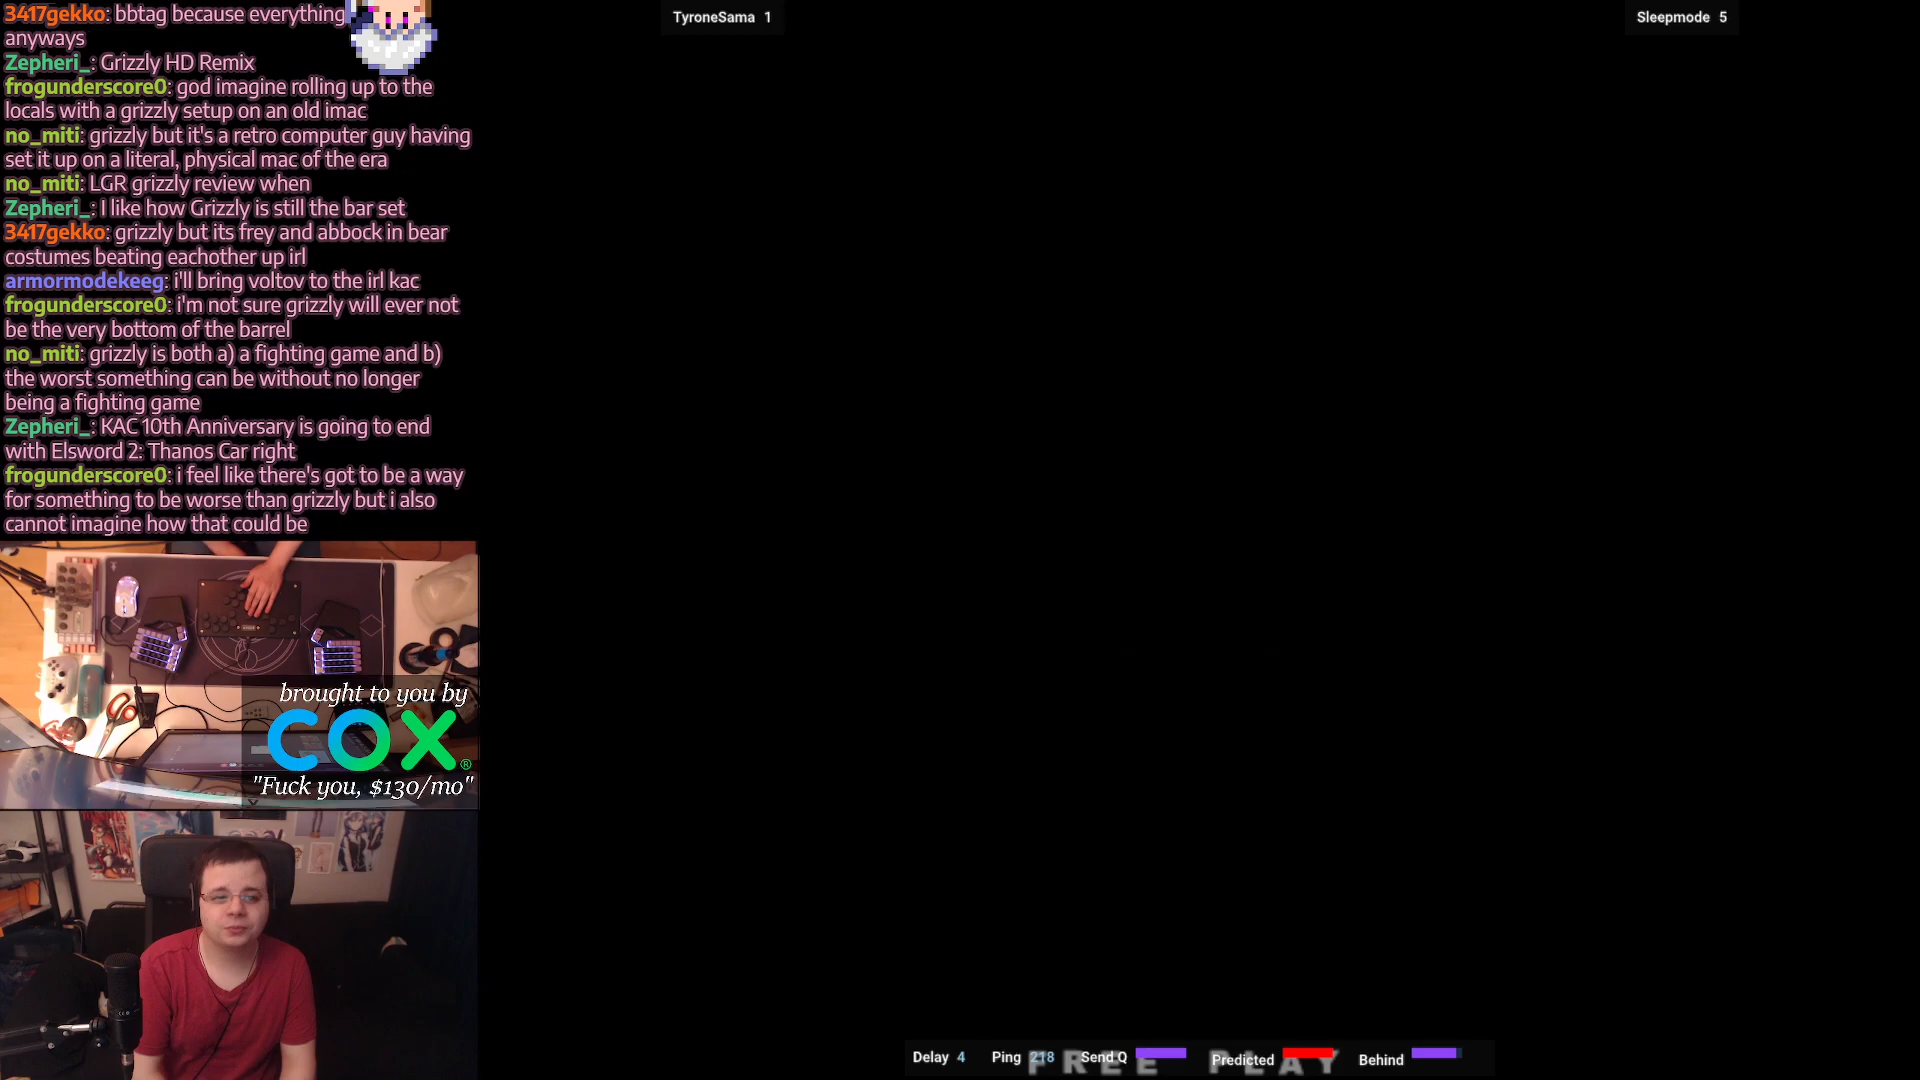 3417gekko: bbtag because everything
anyways
Zepheri_: Grizzly HD Remix
frogunderscore0: god imagine rolling up to the
locals with a grizzly setup on an old imac
no_miti: grizzly but it's a retro computer guy having
set it up on a literal, physical mac of the era
no_miti: LGR grizzly review when
Zepheri_: I like how Grizzly is still the bar set
3417gekko: grizzly but its frey and abbock in bear
costumes beating eachother up irl
armormodekeeg: i'll bring voltov to the irl kac
frogunderscore0: i'm not sure grizzly will ever not
be the very bottom of the barrel
no_miti: grizzly is both a) a fighting game and b)
the worst something can be without no longer
being a fighting game
Zepheri_: KAC 10th Anniversary is going to end
with Elsword 2: Thanos Car right
frogunderscore0: i feel like there's got to be a way
for something to be worse than grizzly but i also
cannot imagine how that could be
brought to you by
COX®
"Fuck you, $130/mo"
TyroneSama 1
Sleepmode 5
Delay 4 Ping 218 Send Q Predicted Behind
FREE PLAY